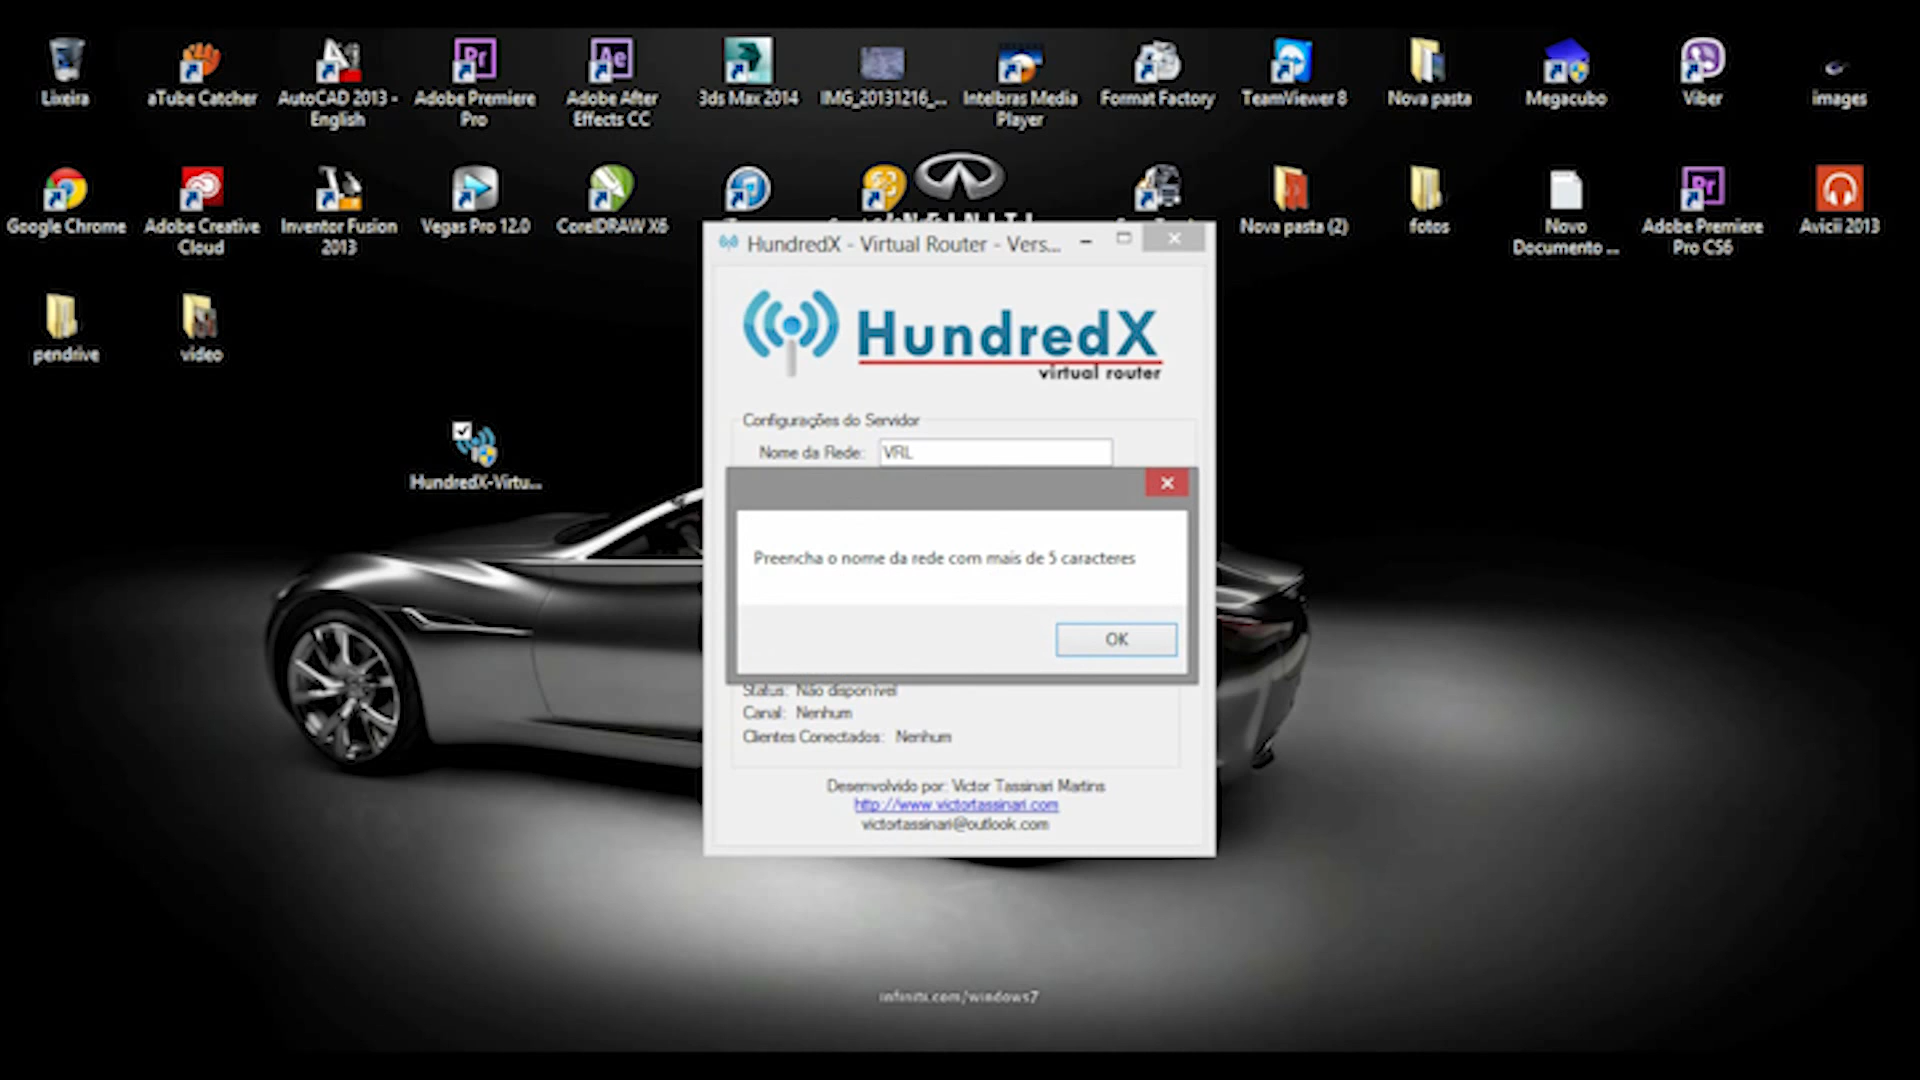 Lixeira
aTube Catcher
AutoCAD 2013 -
English
Adobe Premiere
Pro
Adobe After
Effects CC
3ds Max 2014
IMG_20131216_...
Intelbras Media
Player
Format Factory
TeamViewer 8
Nova pasta
Megacubo
Viber
images
Google Chrome
Adobe Creative
Cloud
Inventor Fusion
2013
Vegas Pro 12.0
CorelDRAW X6
Nova pasta (2)
fotos
Novo
Documento ...
Adobe Premiere
Pro CS6
Avicii 2013
pendrive
video
HundredX-Virtu...
HundredX - Virtual Router - Vers...
HundredX
virtual router
Configurações do Servidor
Nome da Rede: VRL
Preencha o nome da rede com mais de 5 caracteres
OK
Status: Não disponível
Canal: Nenhum
Clientes Conectados: Nenhum
Desenvolvido por: Victor Tassinari Martins
http://www.victortassinari.com
victortassinari@outlook.com
infiniti.com/windows7